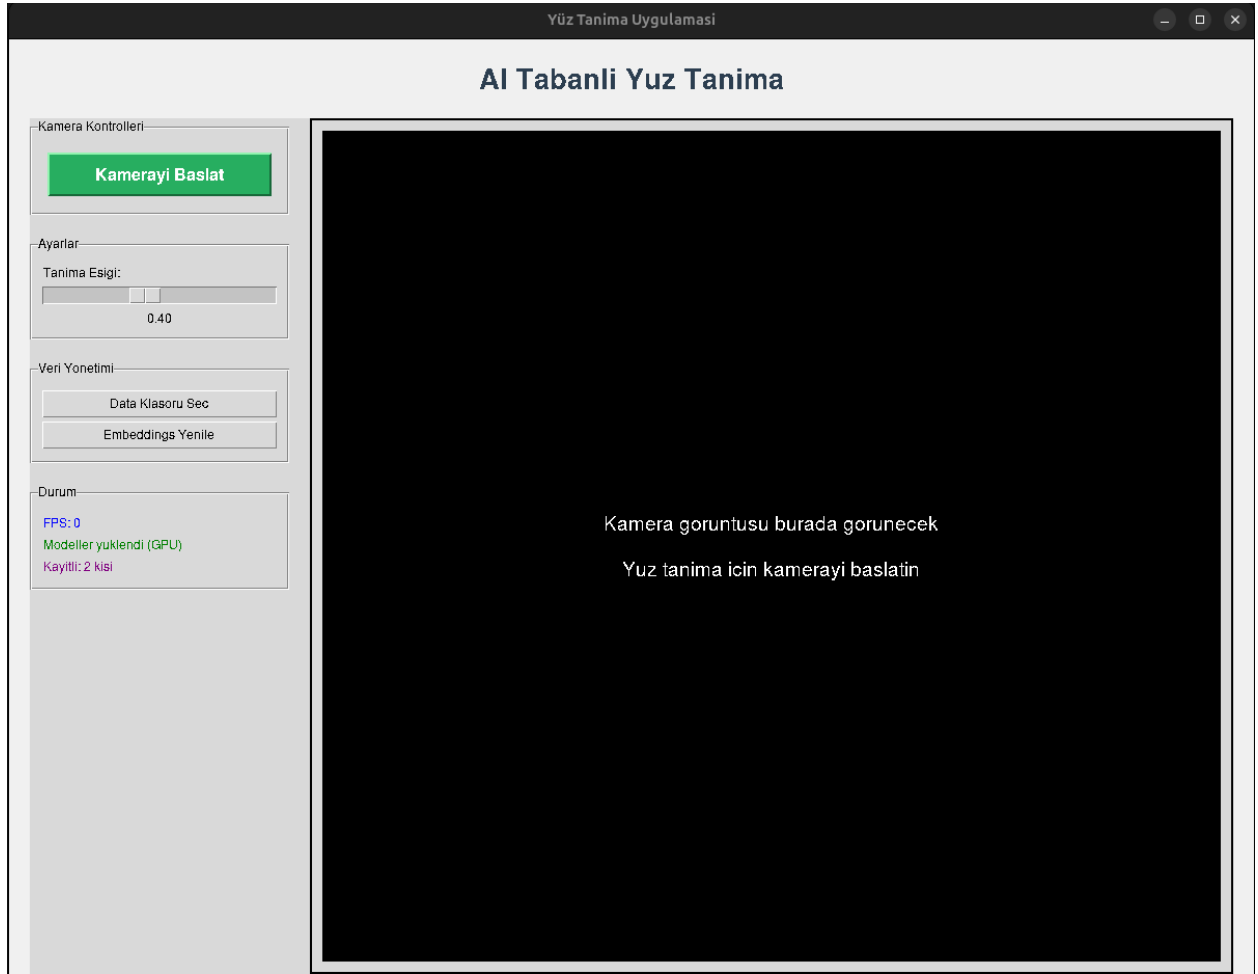 Yüz Tanima Uygulamasi
AI Tabanli Yuz Tanima
Kamera Kontrolleri
Kamerayi Baslat
Ayarlar
Tanima Esigi:
0.40
Veri Yonetimi
Data Klasoru Sec
Embeddings Yenile
Durum
FPS: 0
Modeller yuklendi (GPU)
Kayitli: 2 kisi
Kamera goruntusu burada gorunecek
Yuz tanima icin kamerayi baslatin